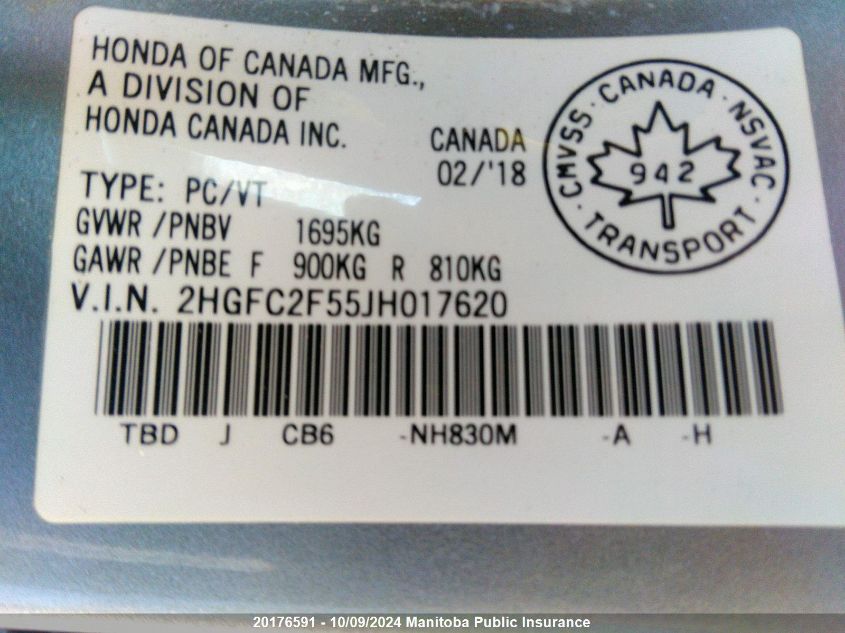 HONDA OF CANADA MFG.,
A DIVISION OF
HONDA CANADA INC.
CANADA
02/'18
TYPE: PC/VT
GVWR /PNBV 1695KG
GAWR /PNBE F 900KG R 810KG
V.I.N. 2HGFC2F55JH017620
TBD J CB6 -NH830M -A -H
CMVSS · CANADA · NSVAC · TRANSPORT ·
942
20176591 - 10/09/2024 Manitoba Public Insurance